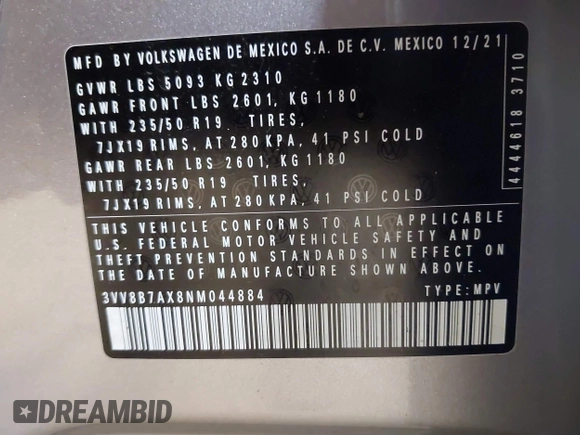 MFD BY VOLKSWAGEN DE MEXICO S.A. DE C.V. MEXICO 12/21
GVWR LBS 5093 KG 2310
GAWR FRONT LBS 2601, KG 1180
WITH 235/50 R19 TIRES,
7JX19 RIMS, AT 280 KPA, 41 PSI COLD
GAWR REAR LBS 2601, KG 1180
WITH 235/50 R19 TIRES,
7JX19 RIMS, AT 280 KPA, 41 PSI COLD
4444618 3710
THIS VEHICLE CONFORMS TO ALL APPLICABLE
U.S. FEDERAL MOTOR VEHICLE SAFETY AND
THEFT PREVENTION STANDARDS IN EFFECT ON
THE DATE OF MANUFACTURE SHOWN ABOVE.
3VV8B7AX8NM044884 TYPE: MPV
DREAMBID